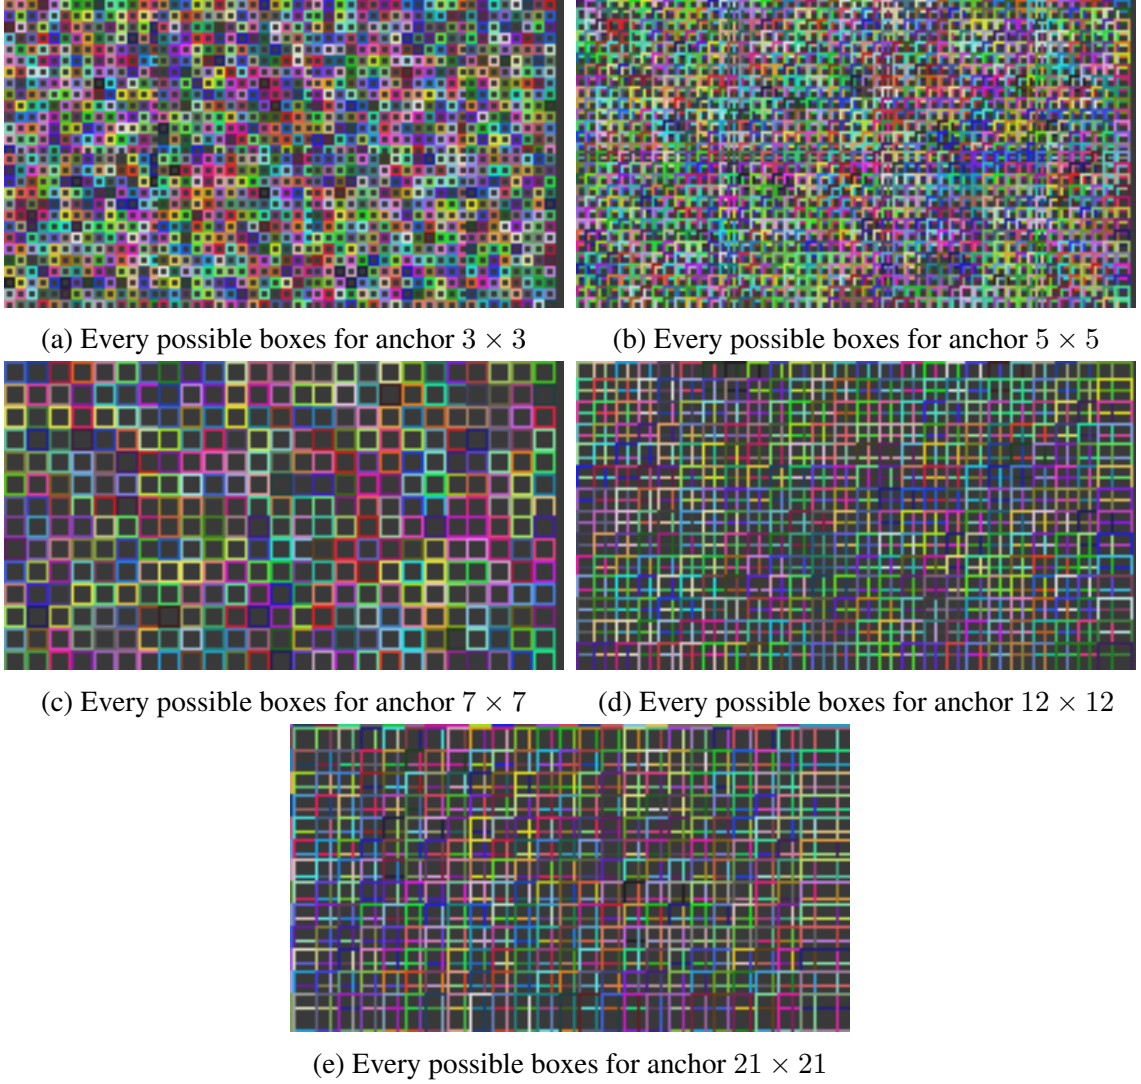 (a) Every possible boxes for anchor 3 × 3
(b) Every possible boxes for anchor 5 × 5
(c) Every possible boxes for anchor 7 × 7
(d) Every possible boxes for anchor 12 × 12
(e) Every possible boxes for anchor 21 × 21